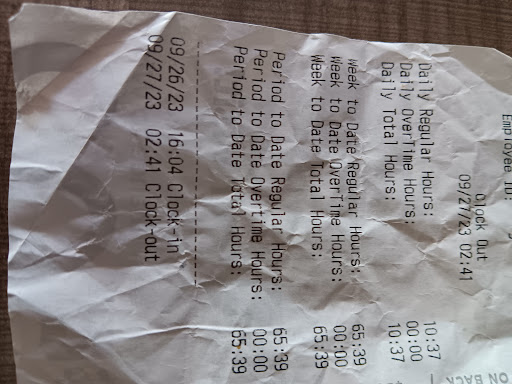 Employee ID:
Clock Out
09/27/23 02:41
Daily Regular Hours: 10:37
Daily OverTime Hours: 00:00
Daily Total Hours: 10:37
Week to Date Regular Hours: 65:39
Week to Date OverTime Hours: 00:00
Week to Date Total Hours: 65:39
Period to Date Regular Hours: 65:39
Period to Date Overtime Hours: 00:00
Period to Date Total Hours: 65:39
09/26/23 16:04 Clock-in
09/27/23 02:41 Clock-out
ON BACK